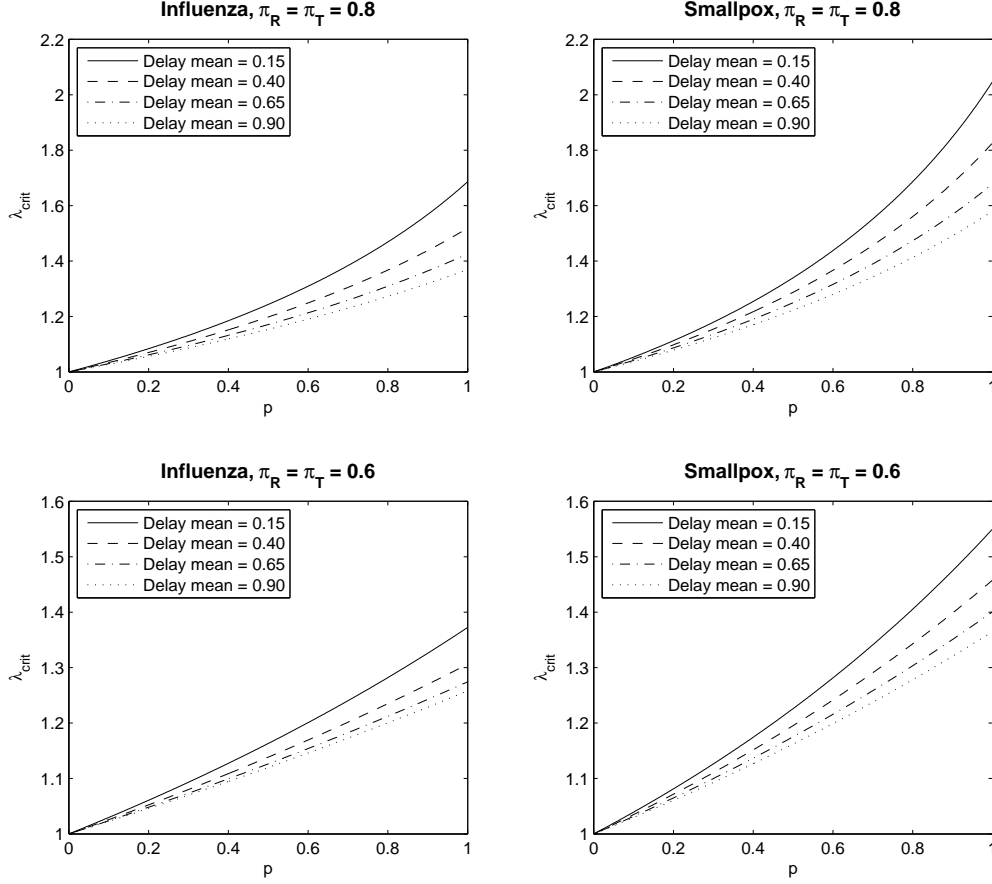 Influenza, π_R = π_T = 0.8
2.2
2
1.8
1.6
1.4
1.2
1
λ_crit
Delay mean = 0.15
Delay mean = 0.40
Delay mean = 0.65
Delay mean = 0.90
0 0.2 0.4 0.6 0.8 1
p
Smallpox, π_R = π_T = 0.8
2.2
2
1.8
1.6
1.4
1.2
1
λ_crit
Delay mean = 0.15
Delay mean = 0.40
Delay mean = 0.65
Delay mean = 0.90
0 0.2 0.4 0.6 0.8 1
p
Influenza, π_R = π_T = 0.6
1.6
1.5
1.4
1.3
1.2
1.1
1
λ_crit
Delay mean = 0.15
Delay mean = 0.40
Delay mean = 0.65
Delay mean = 0.90
0 0.2 0.4 0.6 0.8 1
p
Smallpox, π_R = π_T = 0.6
1.6
1.5
1.4
1.3
1.2
1.1
1
λ_crit
Delay mean = 0.15
Delay mean = 0.40
Delay mean = 0.65
Delay mean = 0.90
0 0.2 0.4 0.6 0.8 1
p